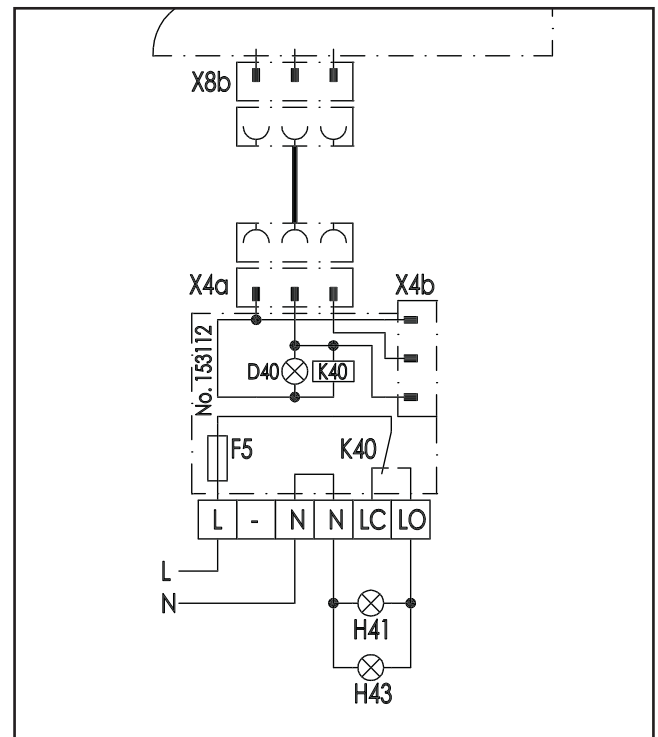 X8b
X4a
X4b
No. 153112
D40
K40
F5
K40
L - N N LC LO
L
N
H41
H43